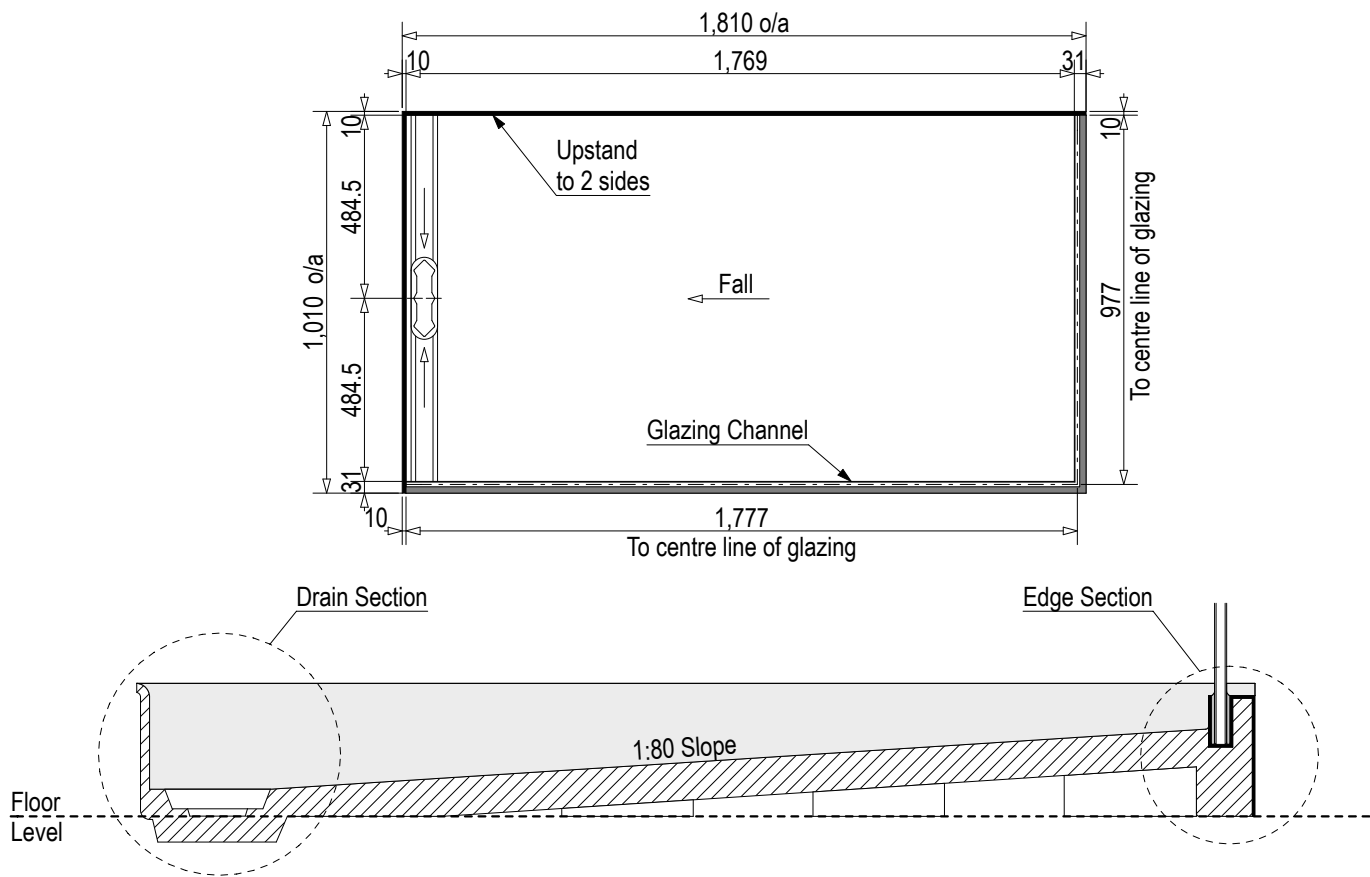 1,810 o/a
10
1,769
31
10
10
Upstand
to 2 sides
484.5
1,010 o/a
Fall
977
To centre line of glazing
484.5
Glazing Channel
31
10
1,777
To centre line of glazing
Drain Section
Edge Section
1:80 Slope
Floor
Level